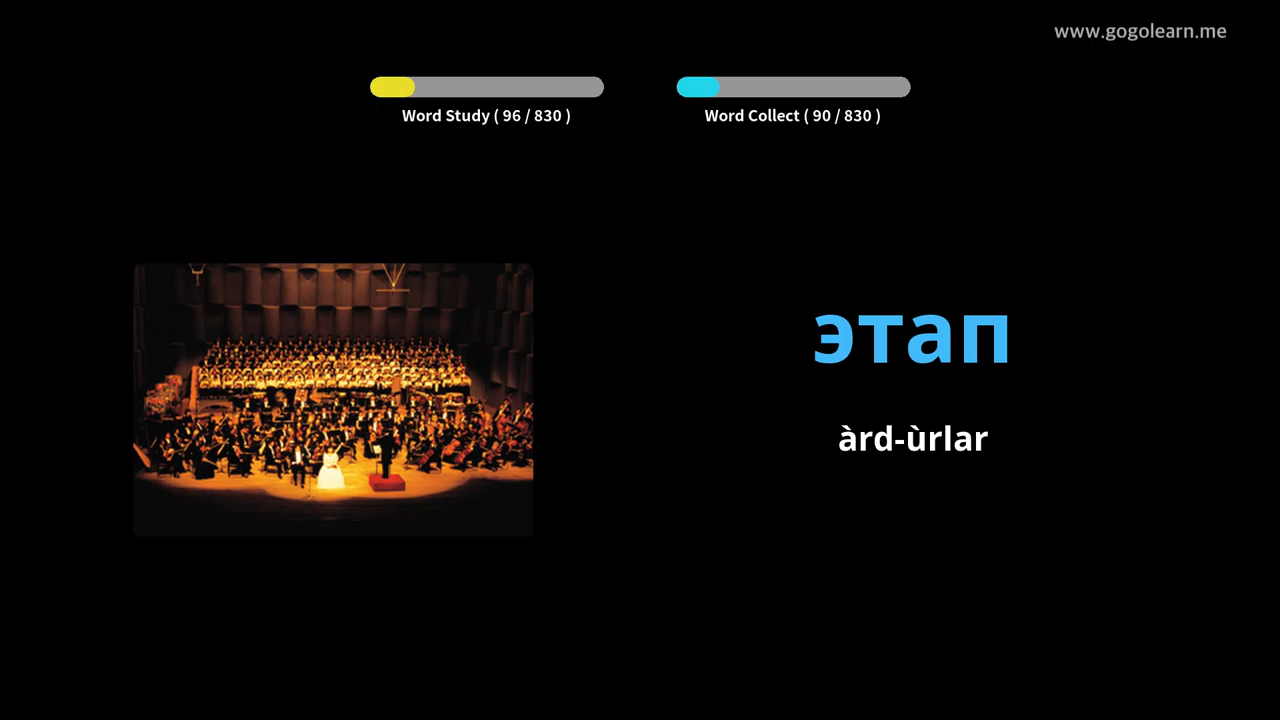 www.gogolearn.me
Word Study ( 96 / 830 )
Word Collect ( 90 / 830 )
этап
àrd-ùrlar